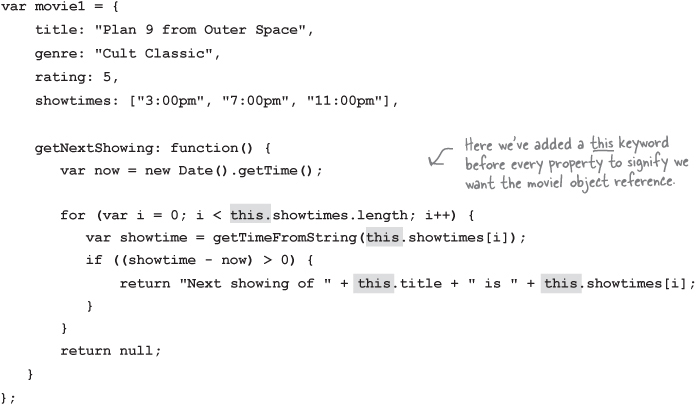 var movie1 = {
title: "Plan 9 from Outer Space",
genre: "Cult Classic",
rating: 5,
showtimes: ["3:00pm", "7:00pm", "11:00pm"],
getNextShowing: function() {
var now = new Date().getTime();
Here we've added a this keyword
before every property to signify we
want the movie1 object reference.
for (var i = 0; i < this.showtimes.length; i++) {
var showtime = getTimeFromString(this.showtimes[i]);
if ((showtime - now) > 0) {
return "Next showing of " + this.title + " is " + this.showtimes[i];
}
}
return null;
}
};